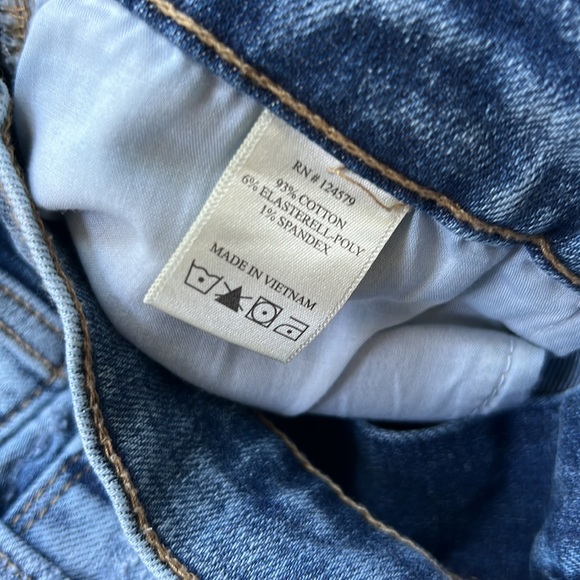 RN # 124579
93% COTTON
6% ELASTERELL-POLY
1% SPANDEX
MADE IN VIETNAM